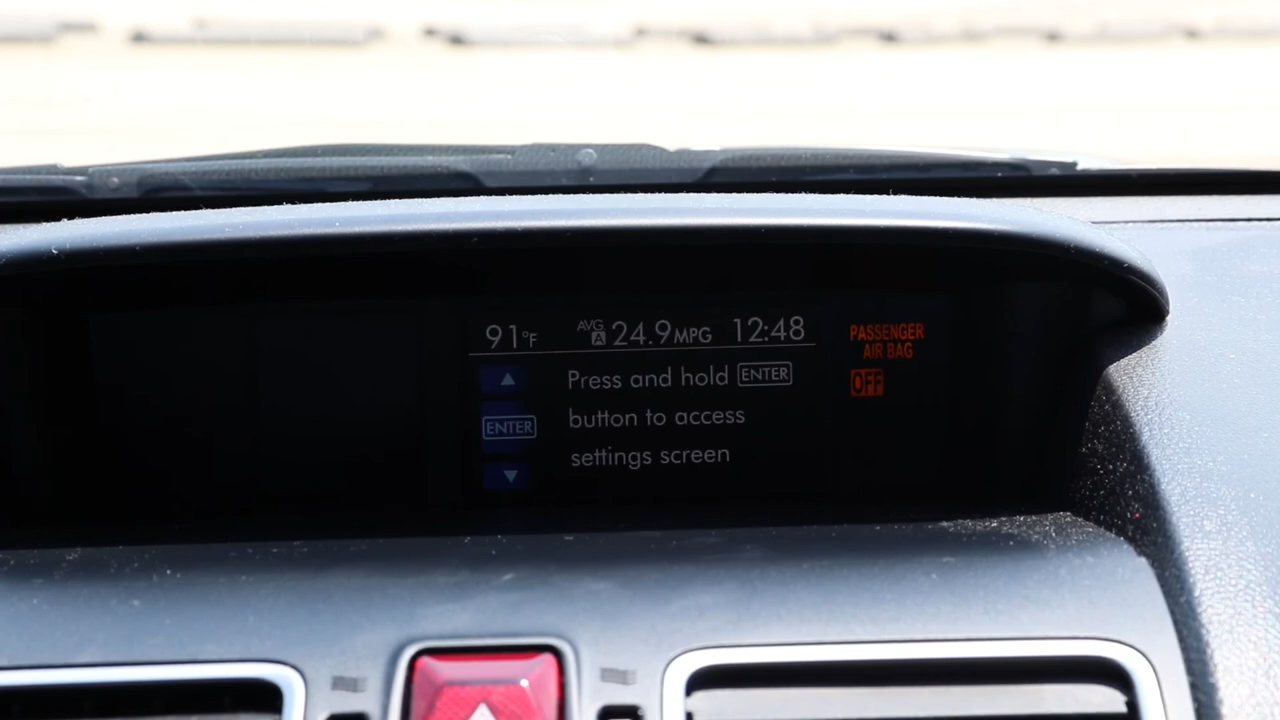 91°F AVG A 24.9MPG 12:48
Press and hold ENTER
button to access
settings screen
ENTER
PASSENGER
AIR BAG
OFF